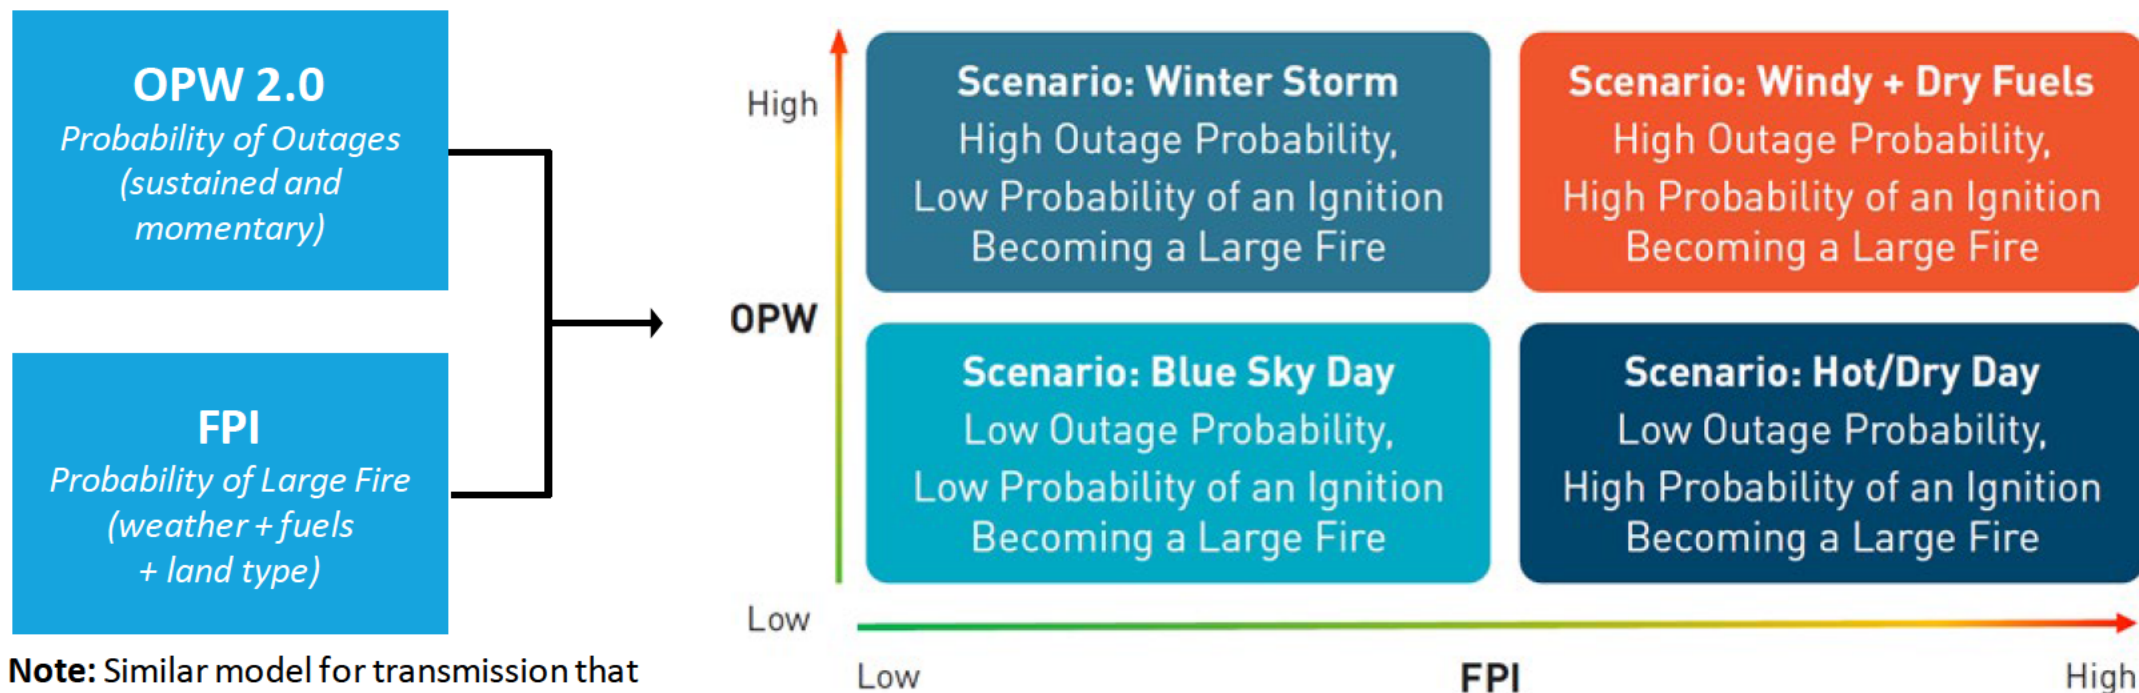 OPW 2.0
Probability of Outages
(sustained and
momentary)
FPI
Probability of Large Fire
(weather + fuels
+ land type)
Note: Similar model for transmission that
High
OPW
Low
Scenario: Winter Storm
High Outage Probability,
Low Probability of an Ignition
Becoming a Large Fire
Scenario: Windy + Dry Fuels
High Outage Probability,
High Probability of an Ignition
Becoming a Large Fire
Scenario: Blue Sky Day
Low Outage Probability,
Low Probability of an Ignition
Becoming a Large Fire
Scenario: Hot/Dry Day
Low Outage Probability,
High Probability of an Ignition
Becoming a Large Fire
Low
FPI
High